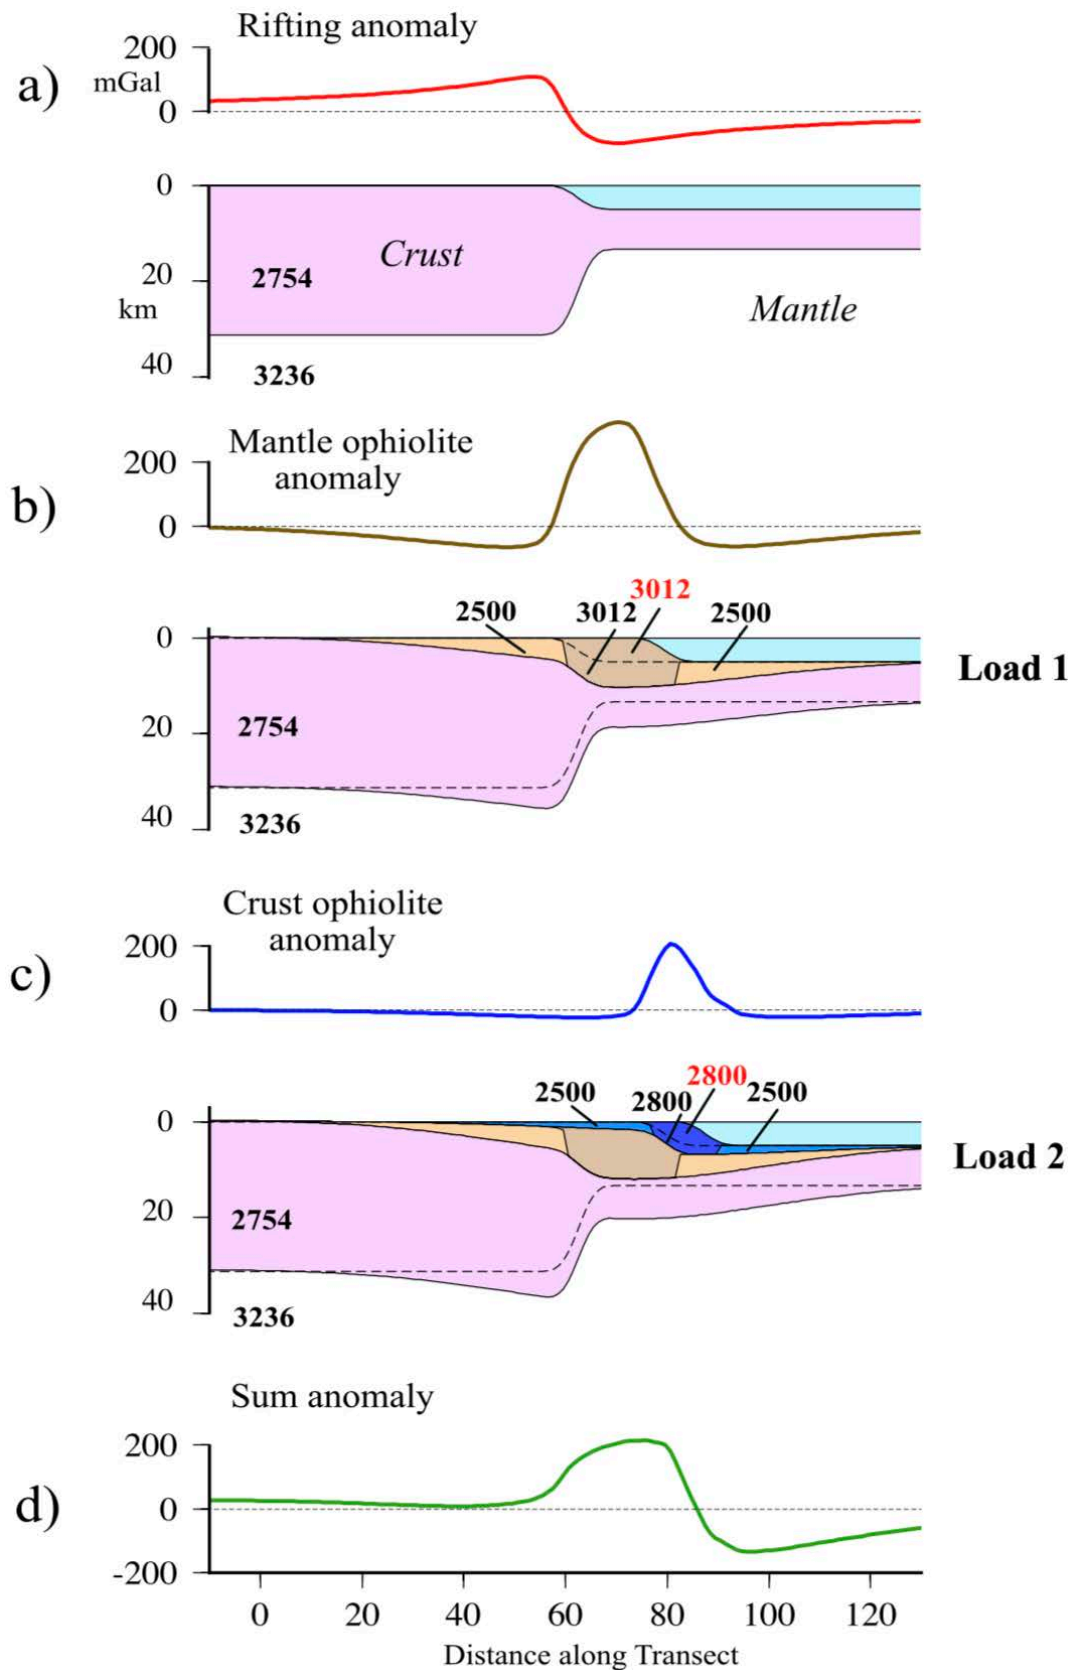 Rifting anomaly
a)
200
mGal
0
0
20
km
40
Crust
2754
Mantle
3236
Mantle ophiolite
anomaly
b)
200
0
3012
2500
3012
2500
0
20
40
2754
3236
Load 1
Crust ophiolite
anomaly
c)
200
0
2800
2500
2800
2500
0
20
40
2754
3236
Load 2
Sum anomaly
d)
200
0
-200
0 20 40 60 80 100 120
Distance along Transect